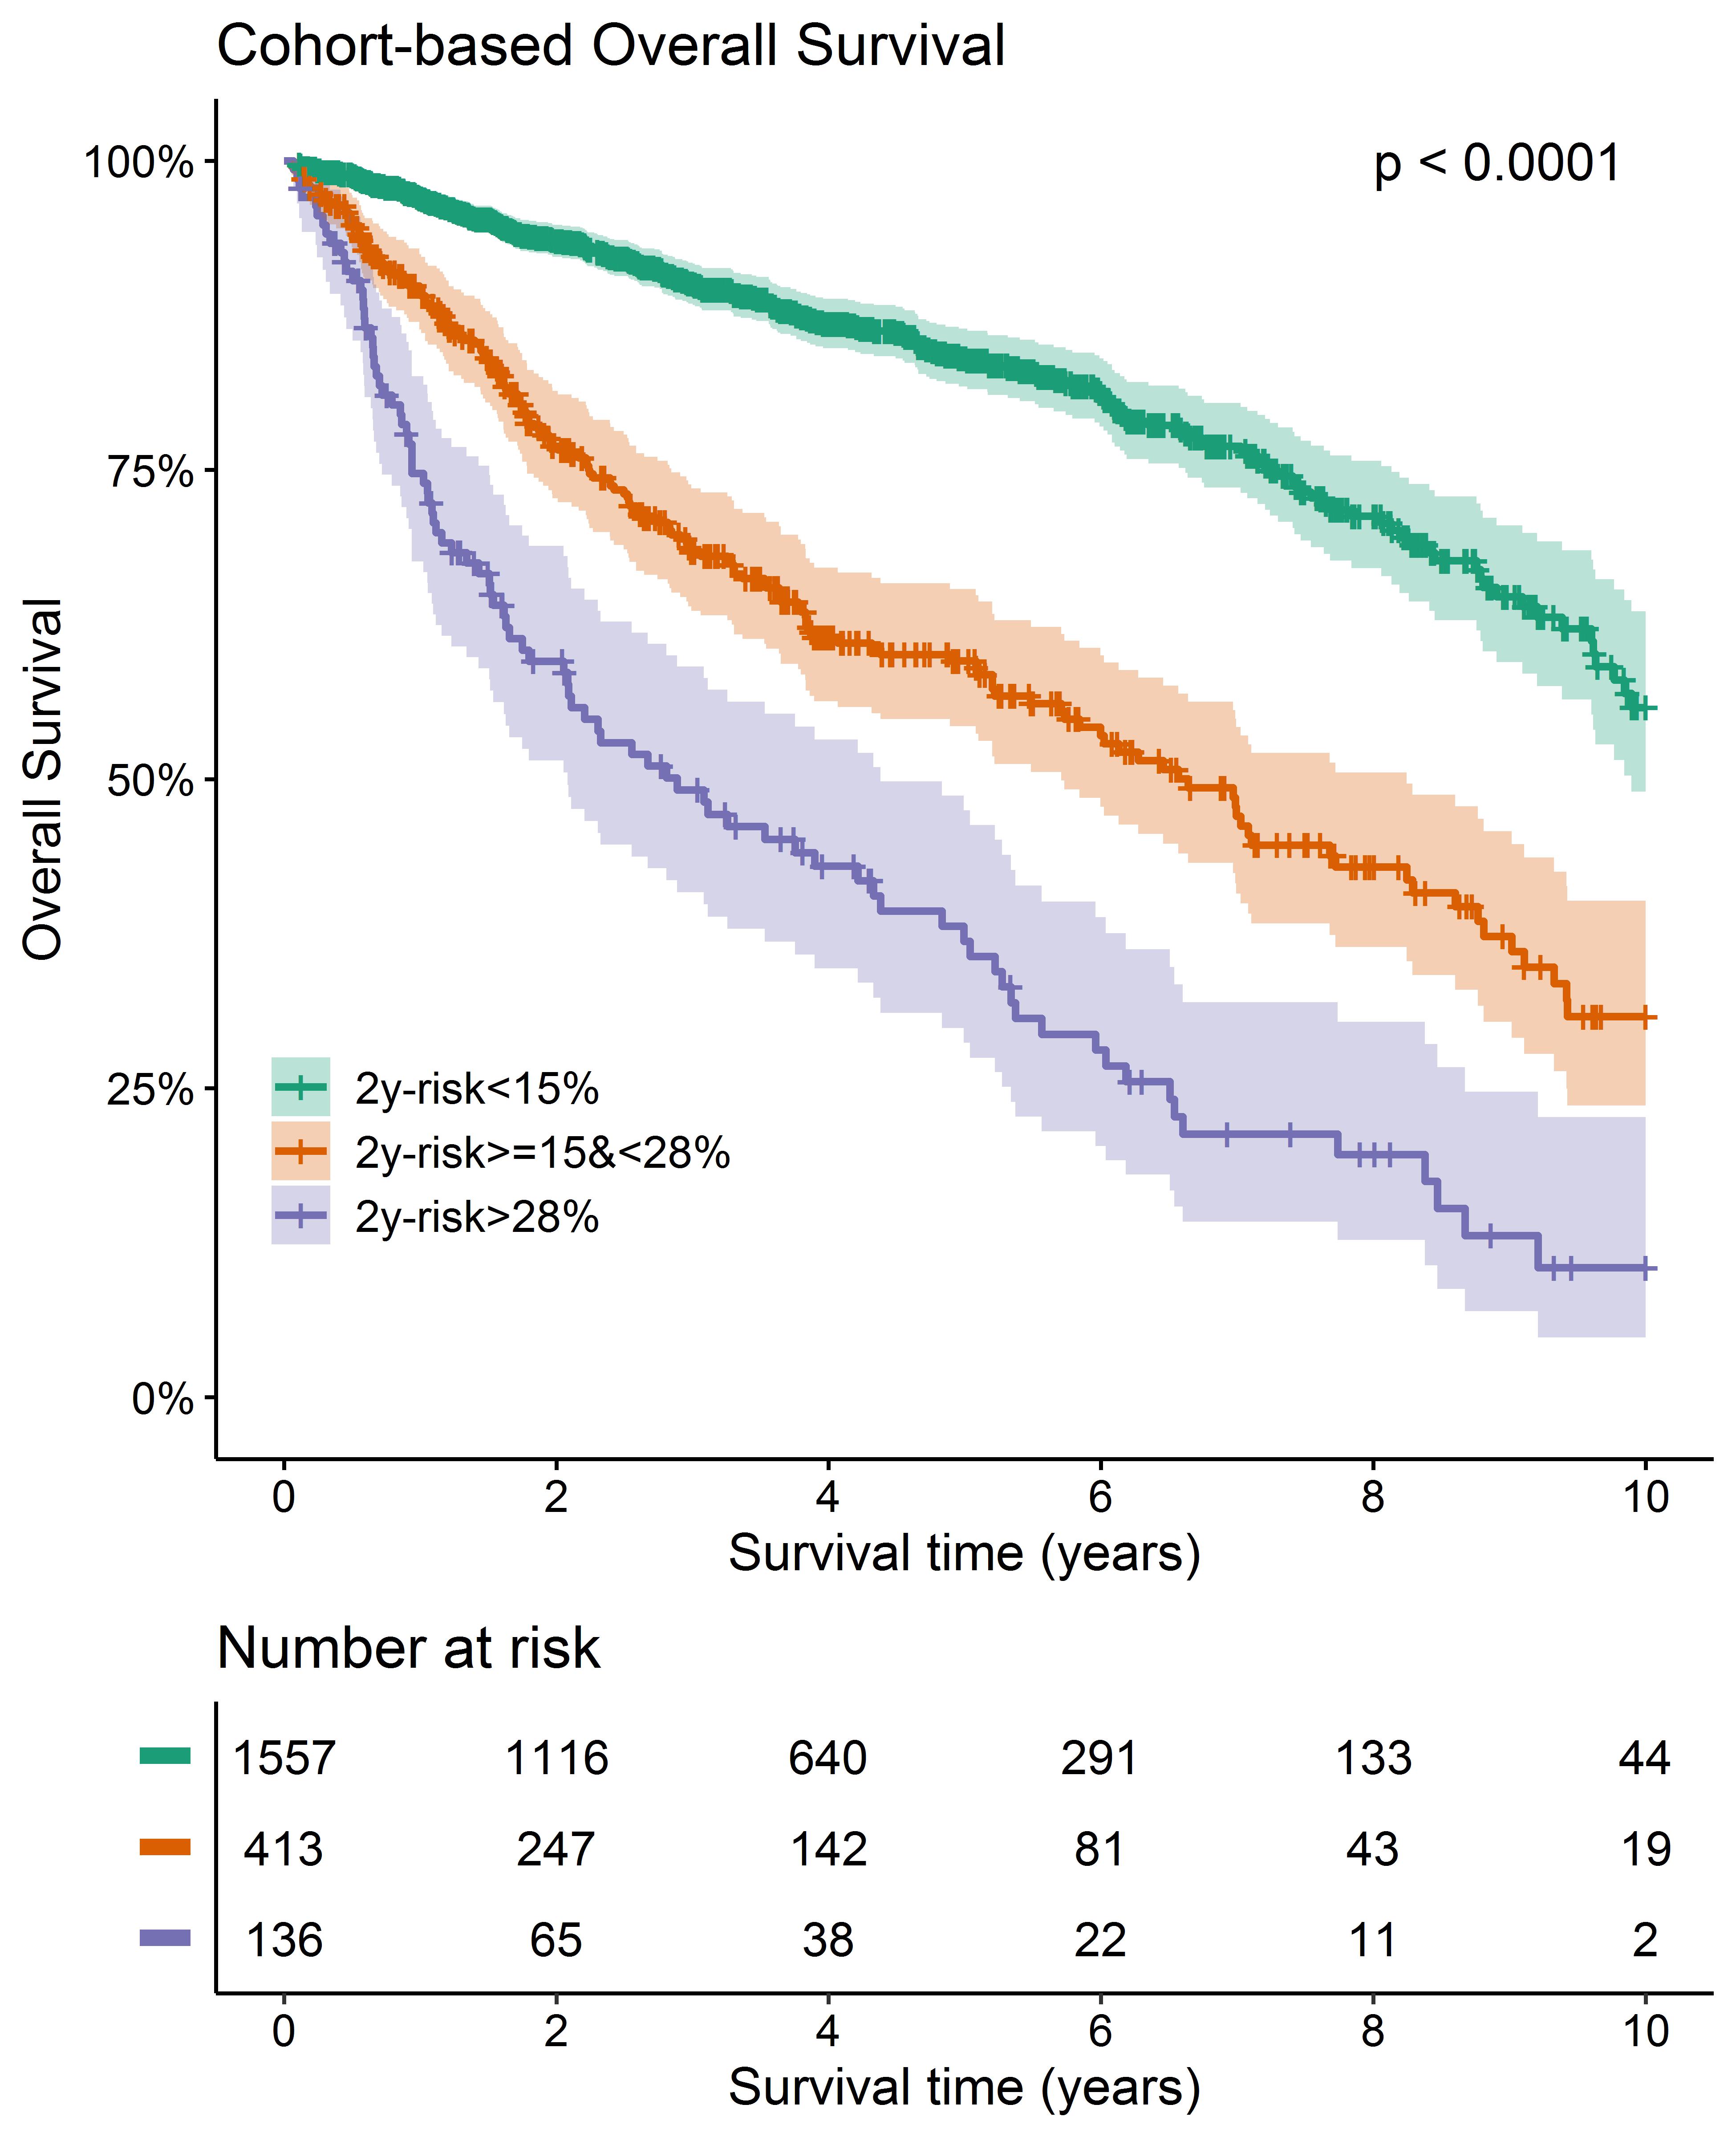 Cohort-based Overall Survival
p < 0.0001
100%
75%
50%
25%
0%
Overall Survival
2y-risk<15%
2y-risk>=15&<28%
2y-risk>28%
0 2 4 6 8 10
Survival time (years)
Number at risk
1557 1116 640 291 133 44
413 247 142 81 43 19
136 65 38 22 11 2
0 2 4 6 8 10
Survival time (years)